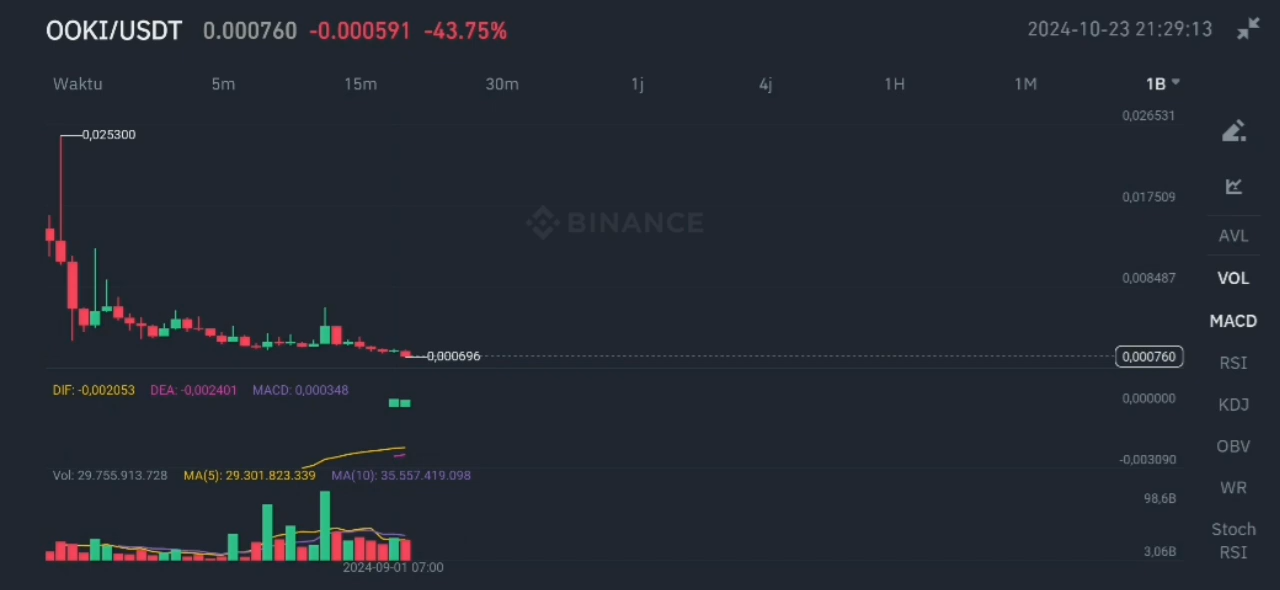 OOKI/USDT 0.000760 -0.000591 -43.75% 2024-10-23 21:29:13
Waktu 5m 15m 30m 1j 4j 1H 1M 1B
0,026531
0,025300
0,017509
BINANCE
AVL
0,008487
VOL
MACD
0,000696
0,000760
RSI
DIF: -0,002053 DEA: -0,002401 MACD: 0,000348
0,000000
KDJ
OBV
-0,003090
Vol: 29.755.913.728 MA(5): 29.301.823.339 MA(10): 35.557.419.098
WR
98,6B
Stoch
RSI
3,06B
2024-09-01 07:00